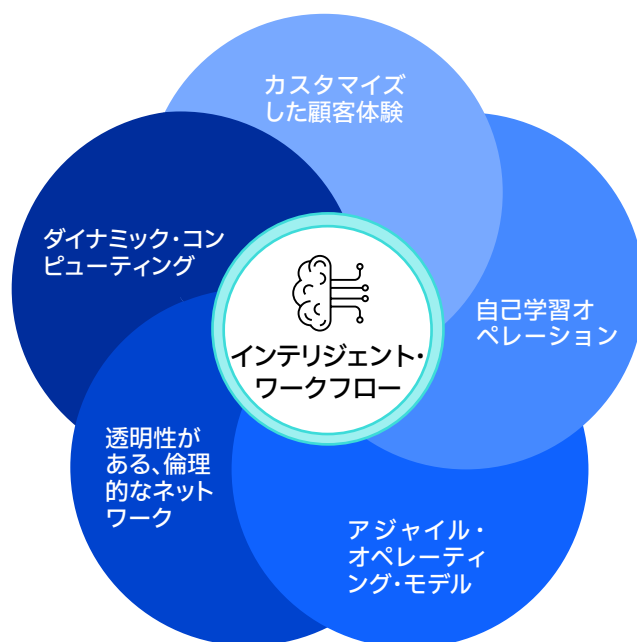 カスタマイズ
した顧客体験
ダイナミック・コン
ピューティング
自己学習オ
ペレーション
インテリジェント・
ワークフロー
透明性が
ある、倫理
的なネット
ワーク
アジャイル・
オペレーティ
ング・モデル